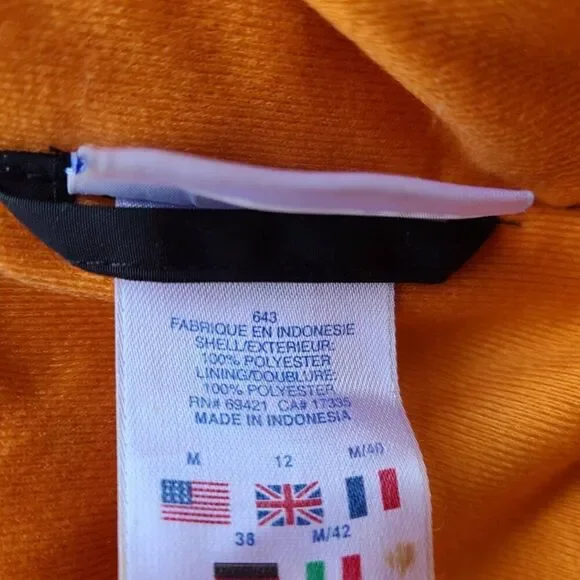 643
FABRIQUE EN INDONESIE
SHELL/EXTERIEUR:
100% POLYESTER
LINING/DOUBLURE:
100% POLYESTER
RN# 69421 CA# 17335
MADE IN INDONESIA
M 12 M/40
38 M/42